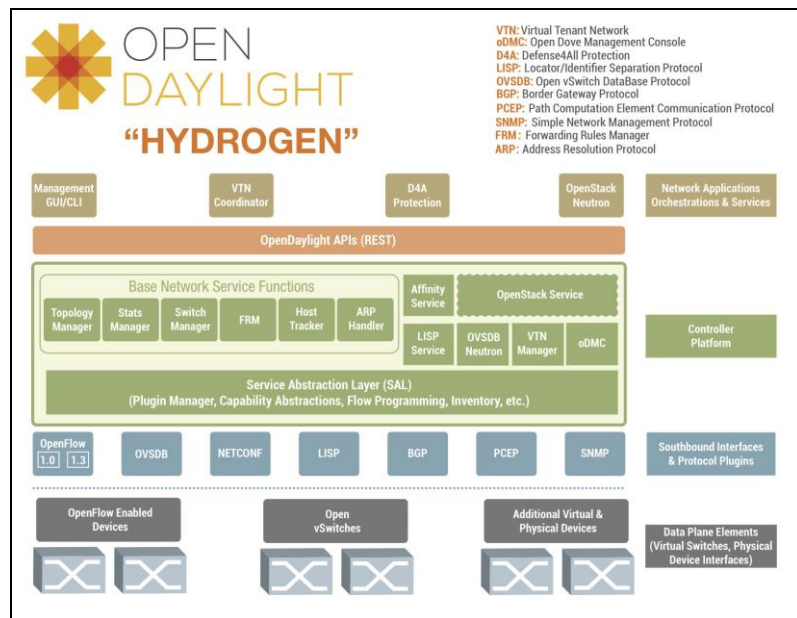 OPEN
DAYLIGHT
“HYDROGEN”
VTN: Virtual Tenant Network
oDMC: Open Dove Management Console
D4A: Defense4All Protection
LISP: Locator/Identifier Separation Protocol
OVSDB: Open vSwitch DataBase Protocol
BGP: Border Gateway Protocol
PCEP: Path Computation Element Communication Protocol
SNMP: Simple Network Management Protocol
FRM: Forwarding Rules Manager
ARP: Address Resolution Protocol
Management
GUI/CLI
VTN
Coordinator
D4A
Protection
OpenStack
Neutron
Network Applications
Orchestrations & Services
OpenDaylight APIs (REST)
Base Network Service Functions
Topology
Manager
Stats
Manager
Switch
Manager
FRM
Host
Tracker
ARP
Handler
Affinity
Service
OpenStack Service
LISP
Service
OVSDB
Neutron
VTN
Manager
oDMC
Controller
Platform
Service Abstraction Layer (SAL)
(Plugin Manager, Capability Abstractions, Flow Programming, Inventory, etc.)
OpenFlow
1.0 1.3
OVSDB
NETCONF
LISP
BGP
PCEP
SNMP
Southbound Interfaces
& Protocol Plugins
OpenFlow Enabled
Devices
Open
vSwitches
Additional Virtual &
Physical Devices
Data Plane Elements
(Virtual Switches, Physical
Device Interfaces)